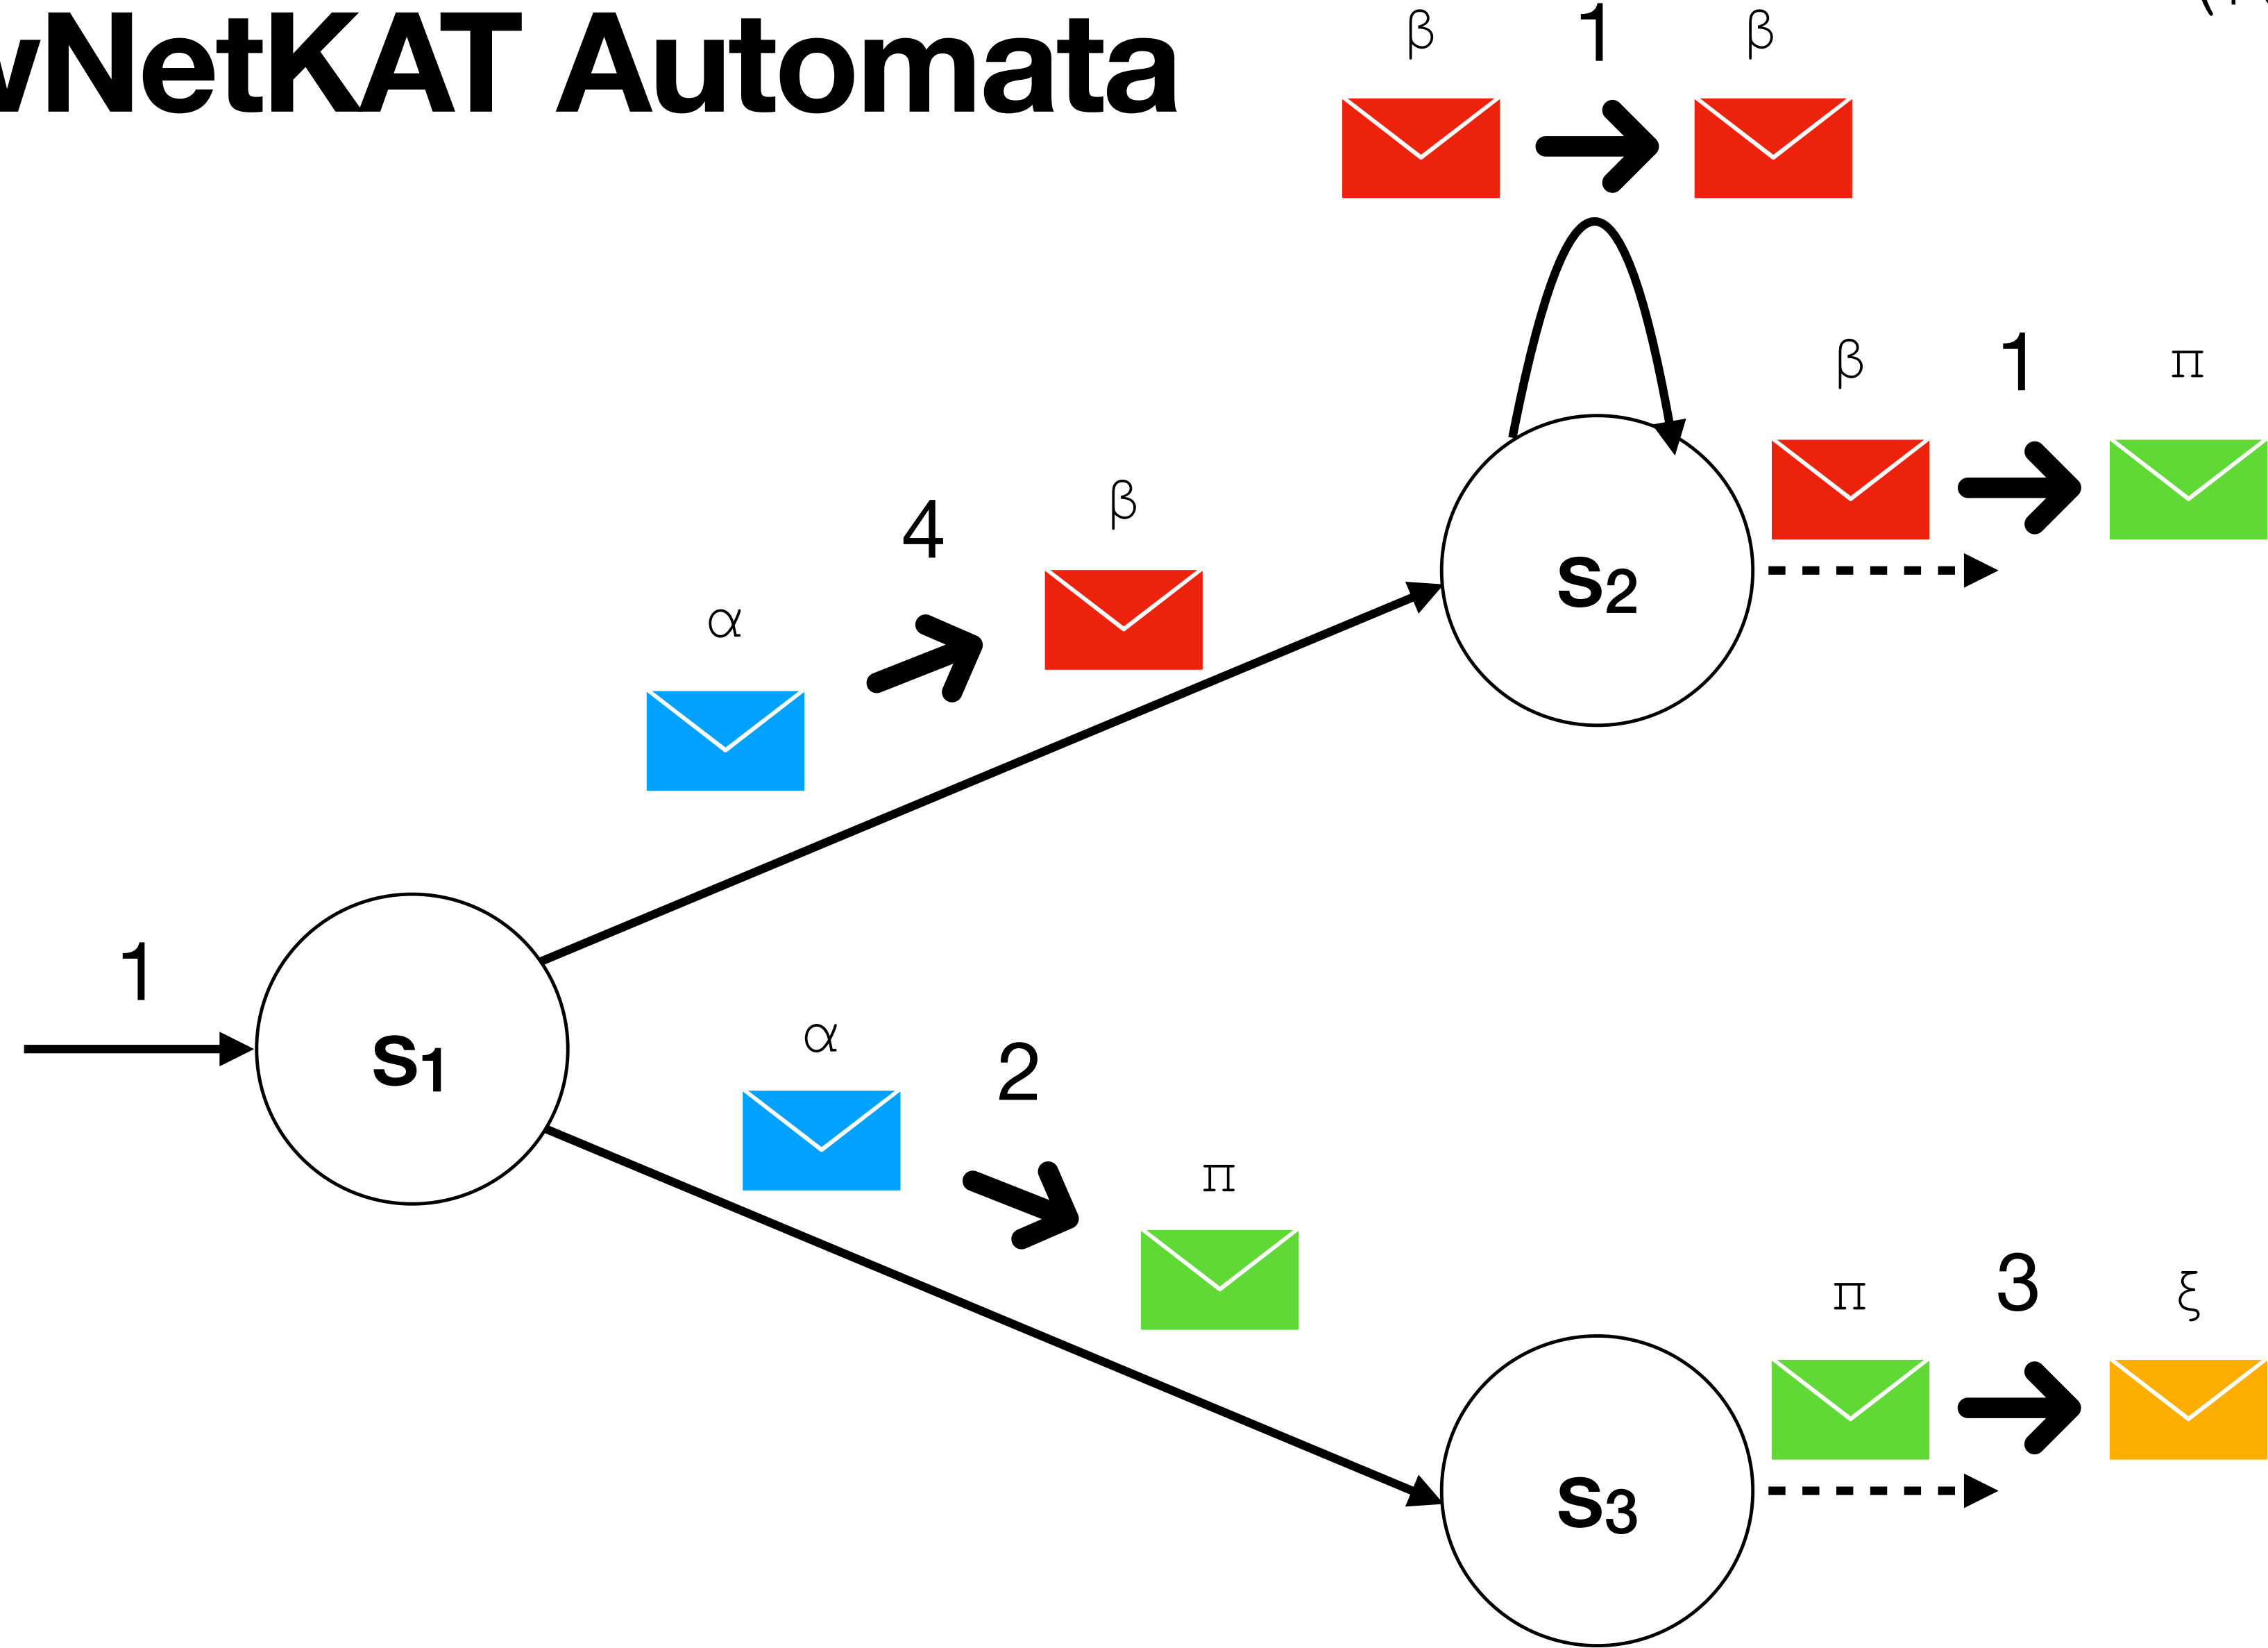 wNetKAT Automata
β 1 β
β 1 π
4 β
α
s2
1
s1
α 2
π
π 3 ξ
s3